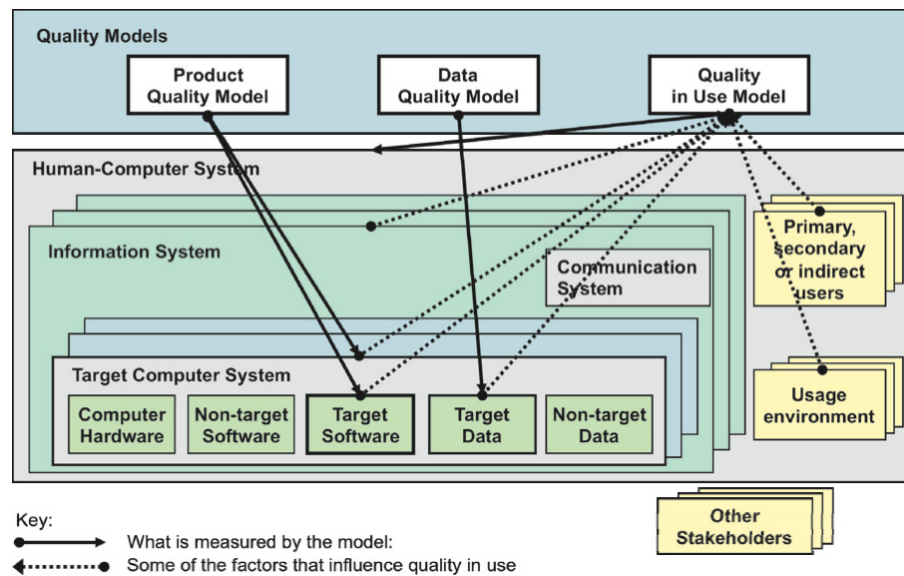 Quality Models
Product
Quality Model
Data
Quality Model
Quality
in Use Model
Human-Computer System
Information System
Communication
System
Primary,
secondary
or indirect
users
Target Computer System
Computer
Hardware
Non-target
Software
Target
Software
Target
Data
Non-target
Data
Usage
environment
Other
Stakeholders
Key:
What is measured by the model:
Some of the factors that influence quality in use